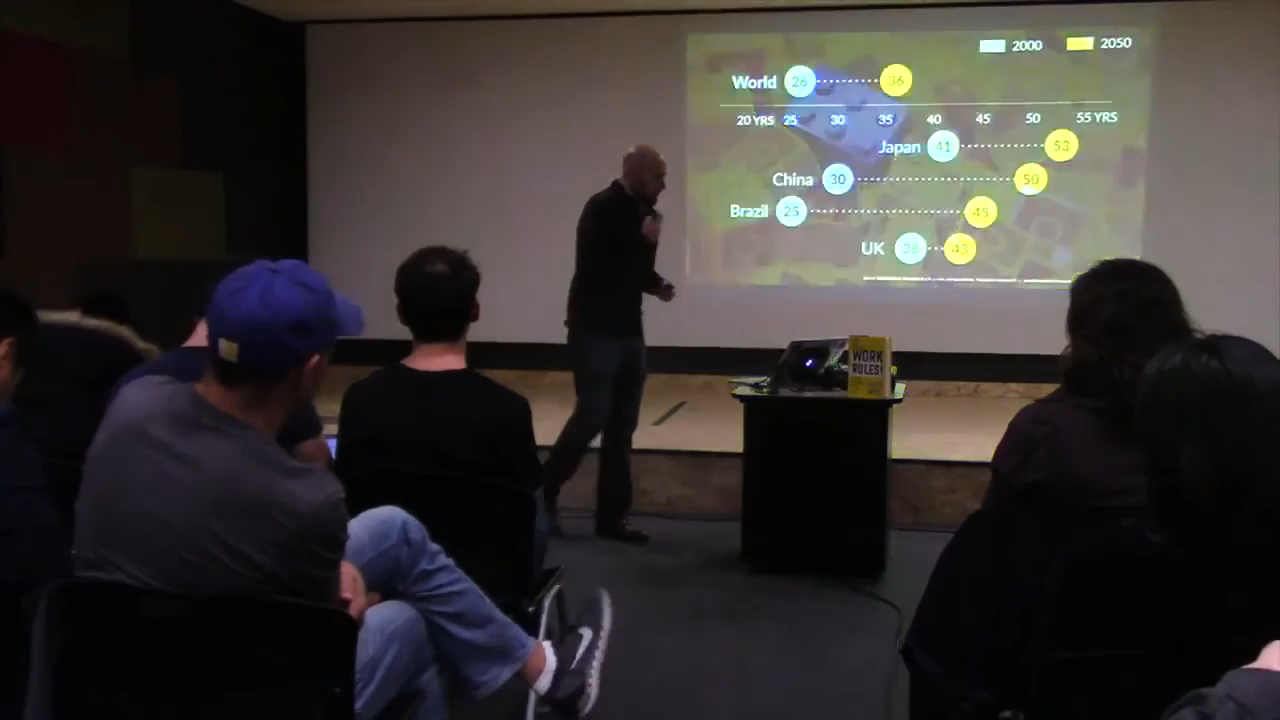 2000 2050
World 26 36
20 YRS 25 30 35 40 45 50 55 YRS
Japan 41 53
China 30 50
Brazil 25 45
UK 38 43
WORK
RULES!